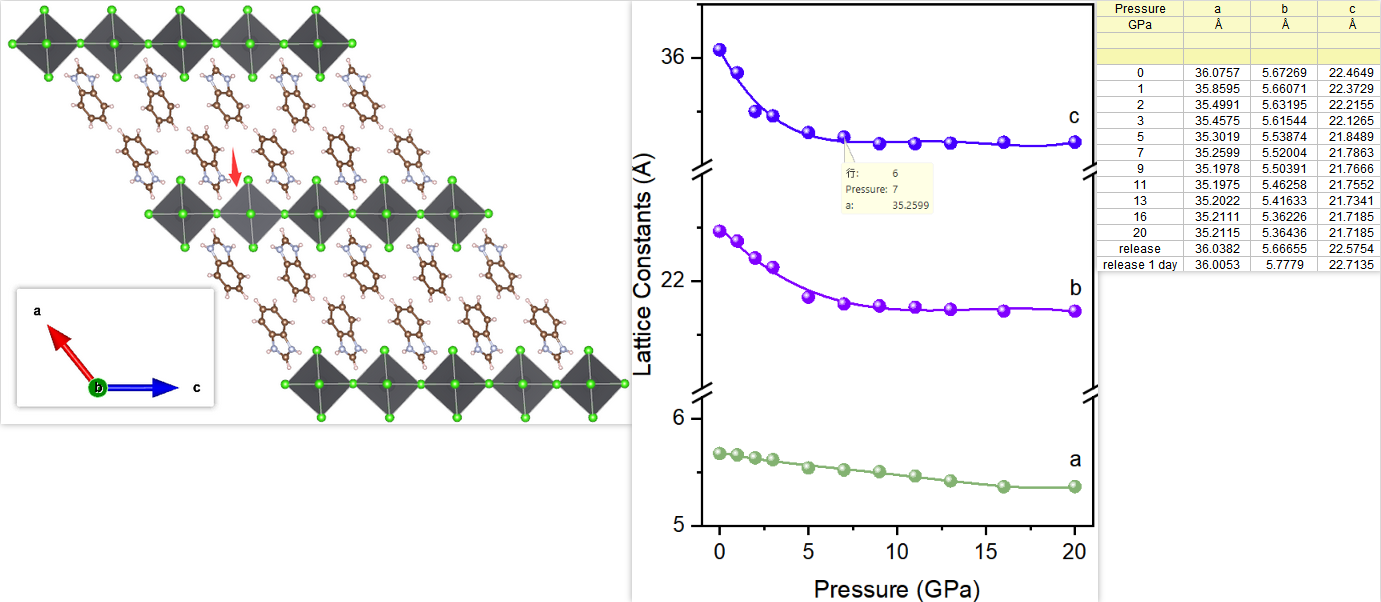 a
b
c
Lattice Constants (A)
36
22
6
5
c
b
a
行: 6
Pressure: 7
a: 35.2599
0 5 10 15 20
Pressure (GPa)
Pressure a b c
GPa Å Å Å
0 36.0757 5.67269 22.4649
1 35.8595 5.66071 22.3729
2 35.4991 5.63195 22.2155
3 35.4575 5.61544 22.1265
5 35.3019 5.53874 21.8489
7 35.2599 5.52004 21.7863
9 35.1978 5.50391 21.7666
11 35.1975 5.46258 21.7552
13 35.2022 5.41633 21.7341
16 35.2111 5.36226 21.7185
20 35.2115 5.36436 21.7185
release 36.0382 5.66655 22.5754
release 1 day 36.0053 5.7779 22.7135